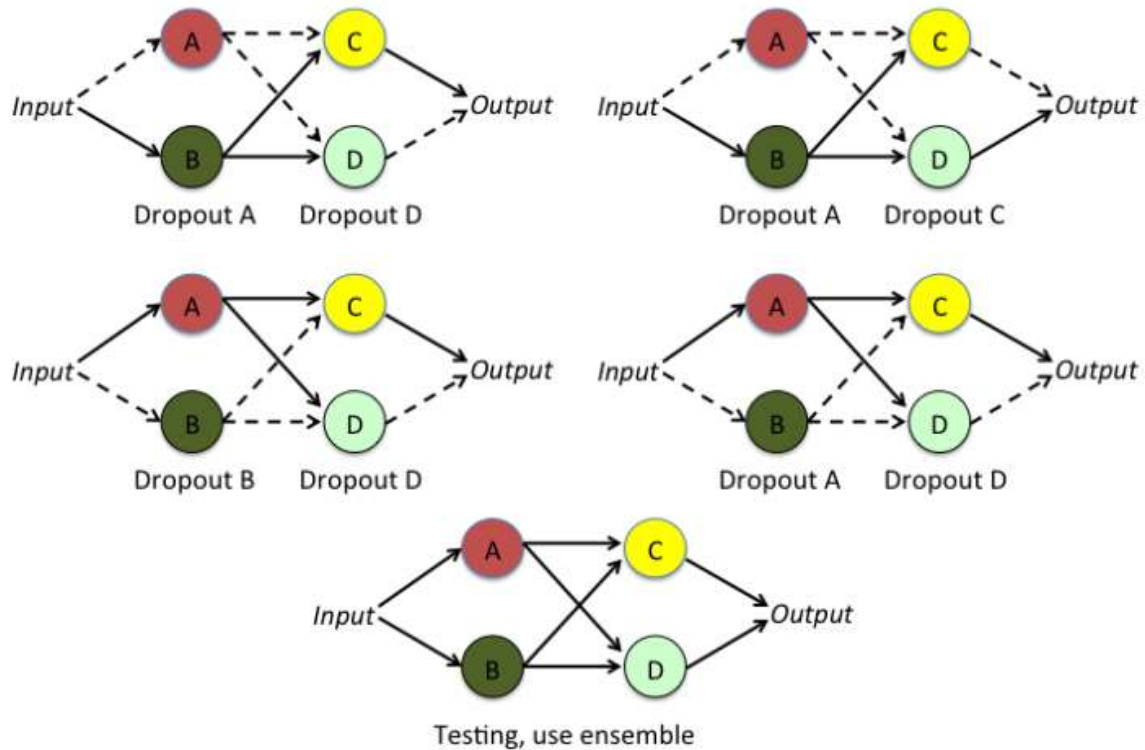 A C A C
Input Output Input Output
B D B D
Dropout A Dropout D Dropout A Dropout C
A C A C
Input Output Input Output
B D B D
Dropout B Dropout D Dropout A Dropout D
A C
Input Output
B D
Testing, use ensemble